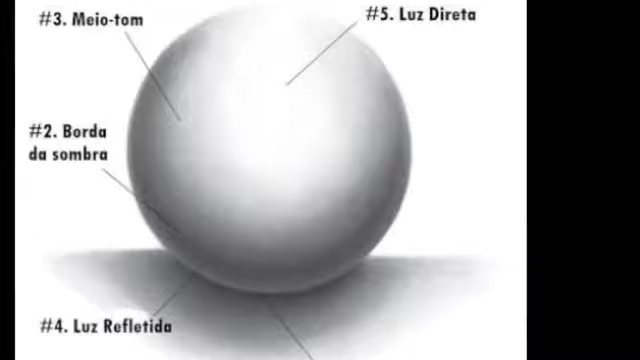 #3. Meio-tom
#5. Luz Direta
#2. Borda
da sombra
#4. Luz Refletida